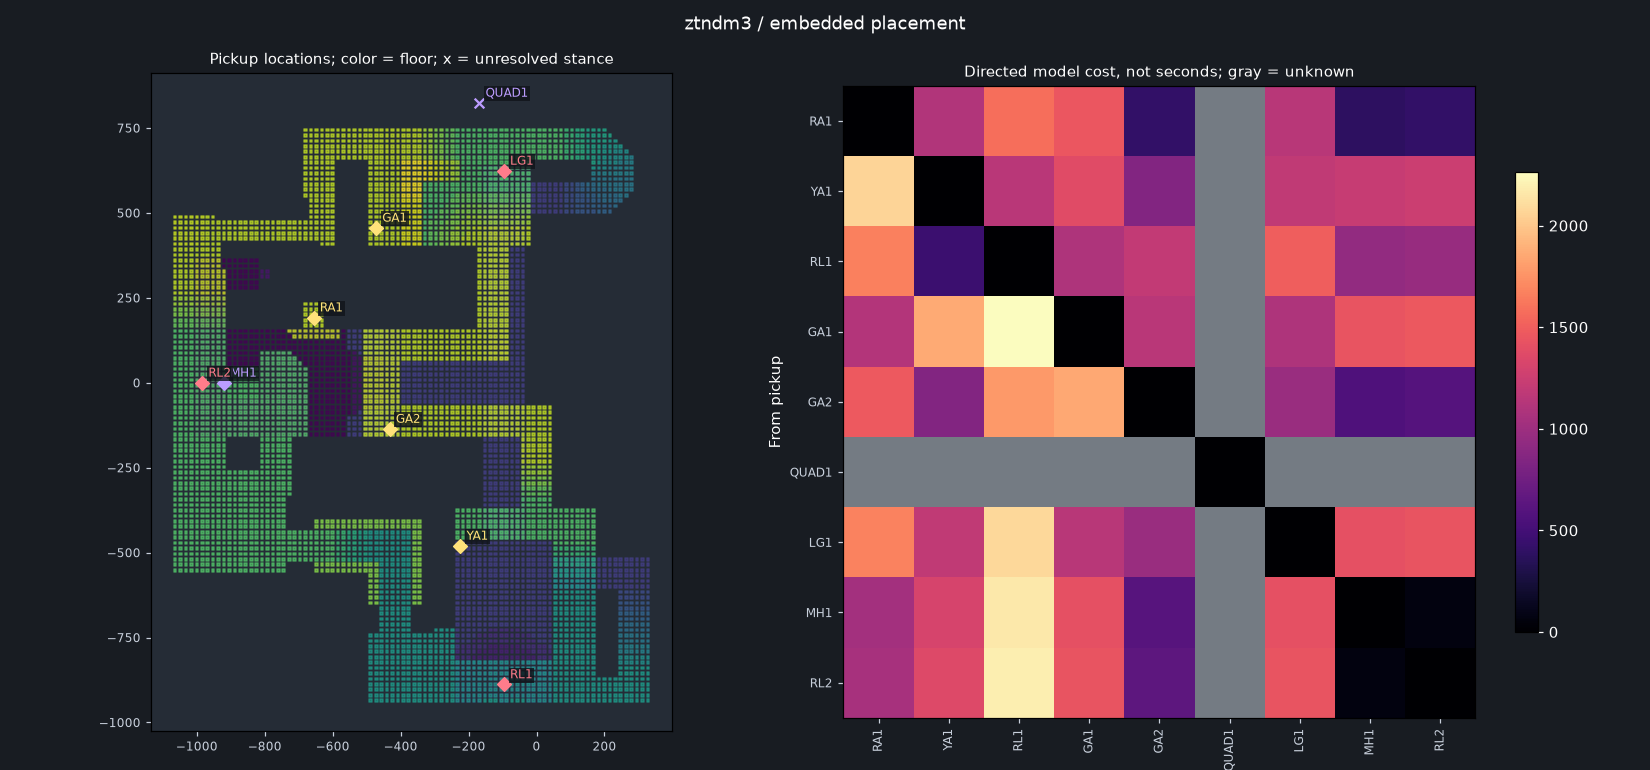 ztndm3 / embedded placement
Pickup locations; color = floor; x = unresolved stance
QUAD1
LG1
GA1
RA1
RL2
MH1
GA2
YA1
RL1
750
500
250
0
−250
−500
−750
−1000
−1000
−800
−600
−400
−200
0
200
Directed model cost, not seconds; gray = unknown
From pickup
RA1
YA1
RL1
GA1
GA2
QUAD1
LG1
MH1
RL2
RA1
YA1
RL1
GA1
GA2
QUAD1
LG1
MH1
RL2
2000
1500
1000
500
0